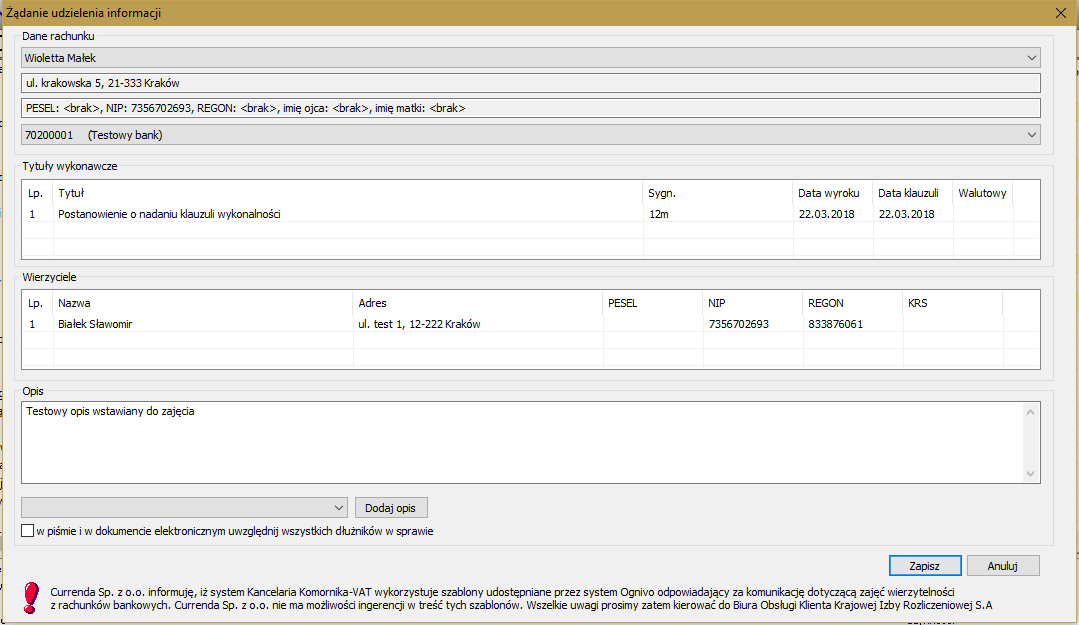 Żądanie udzielenia informacji
Dane rachunku
Wioletta Małek
ul. krakowska 5, 21-333 Kraków
PESEL: <brak>, NIP: 7356702693, REGON: <brak>, imię ojca: <brak>, imię matki: <brak>
70200001 (Testowy bank)
Tytuły wykonawcze
Lp. Tytuł Sygn. Data wyroku Data klauzuli Walutowy
1 Postanowienie o nadaniu klauzuli wykonalności 12m 22.03.2018 22.03.2018
Wierzyciele
Lp. Nazwa Adres PESEL NIP REGON KRS
1 Białek Sławomir ul. test 1, 12-222 Kraków 7356702693 833876061
Opis
Testowy opis wstawiany do zajęcia
Dodaj opis
w piśmie i w dokumencie elektronicznym uwzględnij wszystkich dłużników w sprawie
Zapisz Anuluj
Currenda Sp. z o.o. informuję, iż system Kancelaria Komornika-VAT wykorzystuje szablony udostępniane przez system Ognivo odpowiadający za komunikację dotyczącą zajęć wierzytelności
z rachunków bankowych. Currenda Sp. z o.o. nie ma możliwości ingerencji w treść tych szablonów. Wszelkie uwagi prosimy zatem kierować do Biura Obsługi Klienta Krajowej Izby Rozliczeniowej S.A